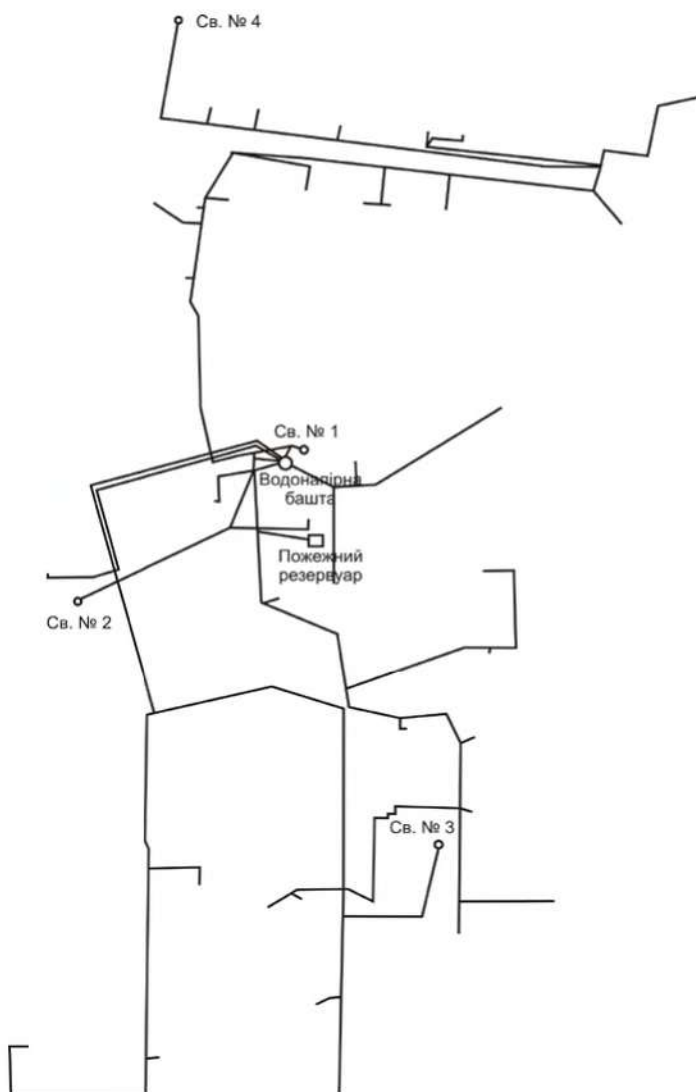 Св. № 4
Св. № 1
Водонапірна
башта
Пожежний
резервуар
Св. № 2
Св. № 3